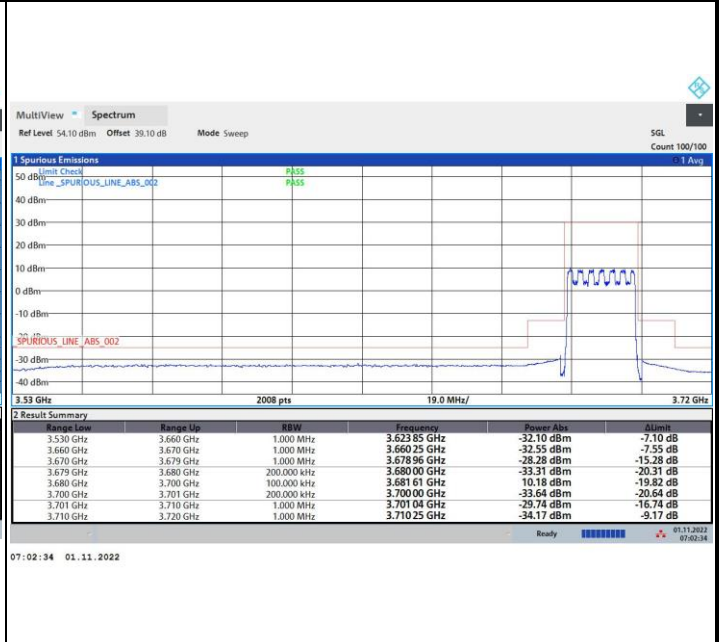 MultiView Spectrum
Ref Level 54.10 dBm Offset 39.10 dB Mode Sweep SGL
Count 100/100
1 Spurious Emissions 1 Avg
Limit Check PASS
50 dBm
Line _SPURIOUS_LINE_ABS_002 PASS
40 dBm
30 dBm
20 dBm
10 dBm
0 dBm
-10 dBm
-20 dBm
_SPURIOUS_LINE_ABS_002
-30 dBm
-40 dBm
3.53 GHz 2008 pts 19.0 MHz/ 3.72 GHz
2 Result Summary
Range Low Range Up RBW Frequency Power Abs ΔLimit
3.530 GHz 3.660 GHz 1.000 MHz 3.623 85 GHz -32.10 dBm -7.10 dB
3.660 GHz 3.670 GHz 1.000 MHz 3.660 04 GHz -32.55 dBm -7.55 dB
3.670 GHz 3.679 GHz 1.000 MHz 3.678 96 GHz -28.28 dBm -15.28 dB
3.679 GHz 3.680 GHz 200.000 kHz 3.680 00 GHz -33.31 dBm -20.31 dB
3.680 GHz 3.700 GHz 100.000 kHz 3.681 61 GHz 10.18 dBm -19.82 dB
3.700 GHz 3.701 GHz 200.000 kHz 3.700 00 GHz -33.64 dBm -20.64 dB
3.701 GHz 3.710 GHz 1.000 MHz 3.701 04 GHz -29.74 dBm -16.74 dB
3.710 GHz 3.720 GHz 1.000 MHz 3.710 25 GHz -34.17 dBm -9.17 dB
Ready 01.11.2022
07:02:34
07:02:34 01.11.2022